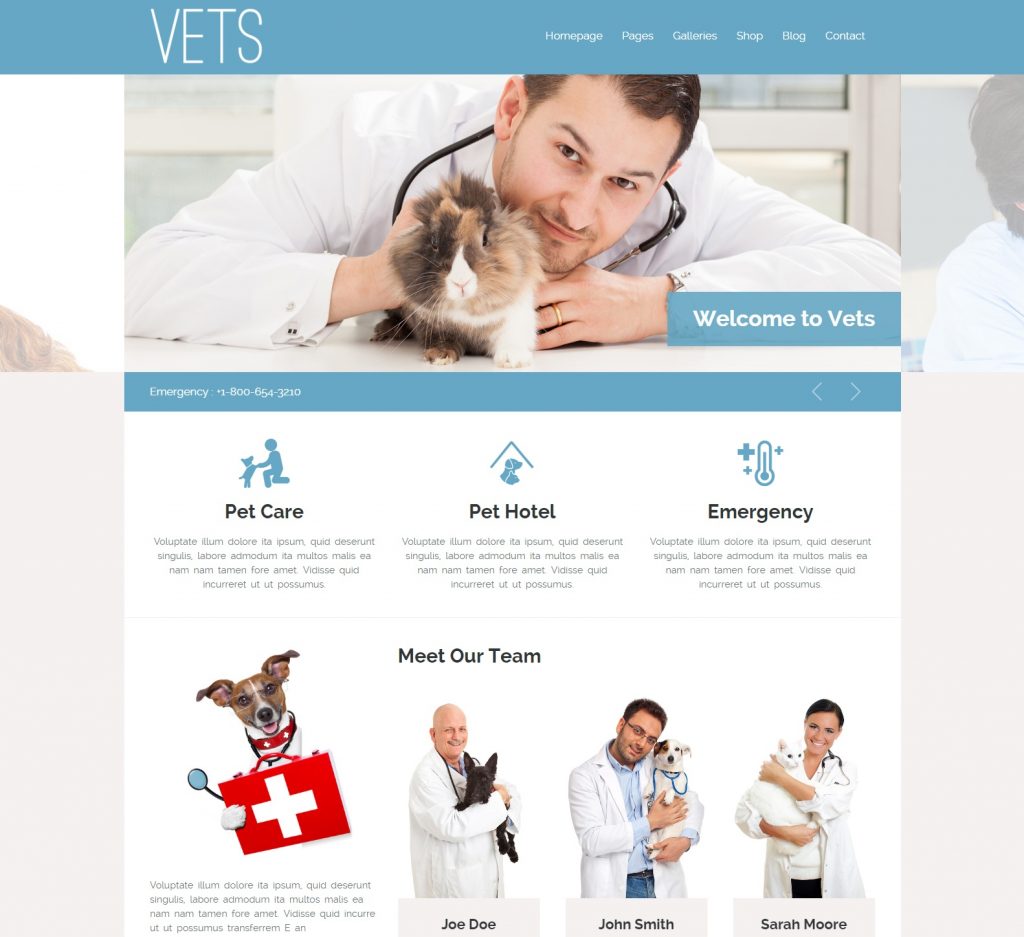 VETS
Homepage Pages Galleries Shop Blog Contact
Welcome to Vets
Emergency : +1-800-654-3210
Pet Care
Voluptate illum dolore ita ipsum, quid deserunt
singulis, labore admodum ita multos malis ea
nam nam tamen fore amet. Vidisse quid
incurreret ut ut possumus.
Pet Hotel
Voluptate illum dolore ita ipsum, quid deserunt
singulis, labore admodum ita multos malis ea
nam nam tamen fore amet. Vidisse quid
incurreret ut ut possumus.
Emergency
Voluptate illum dolore ita ipsum, quid deserunt
singulis, labore admodum ita multos malis ea
nam nam tamen fore amet. Vidisse quid
incurreret ut ut possumus.
Voluptate illum dolore ita ipsum, quid deserunt
singulis, labore admodum ita multos malis ea
nam nam tamen fore amet. Vidisse quid incurre
ut ut possumus transferrem E an
Meet Our Team
Joe Doe
John Smith
Sarah Moore